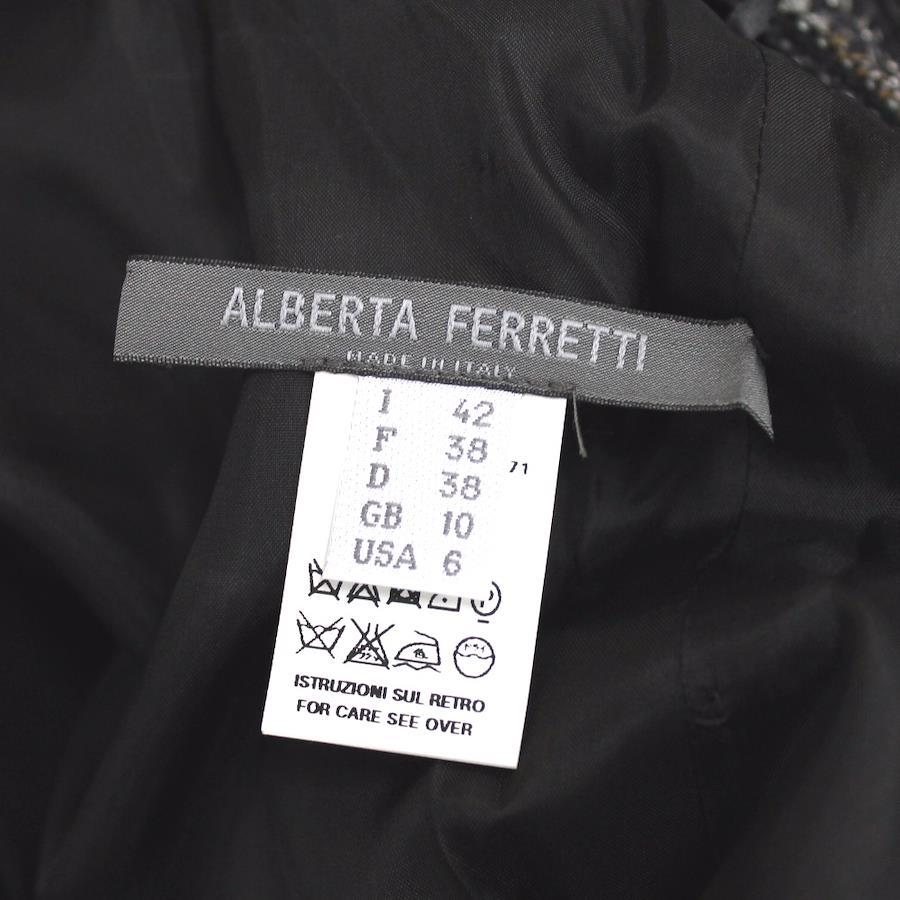 ALBERTA FERRETTI
MADE IN ITALY
I 42
F 38
D 38
GB 10
USA 6
71
ISTRUZIONI SUL RETRO
FOR CARE SEE OVER